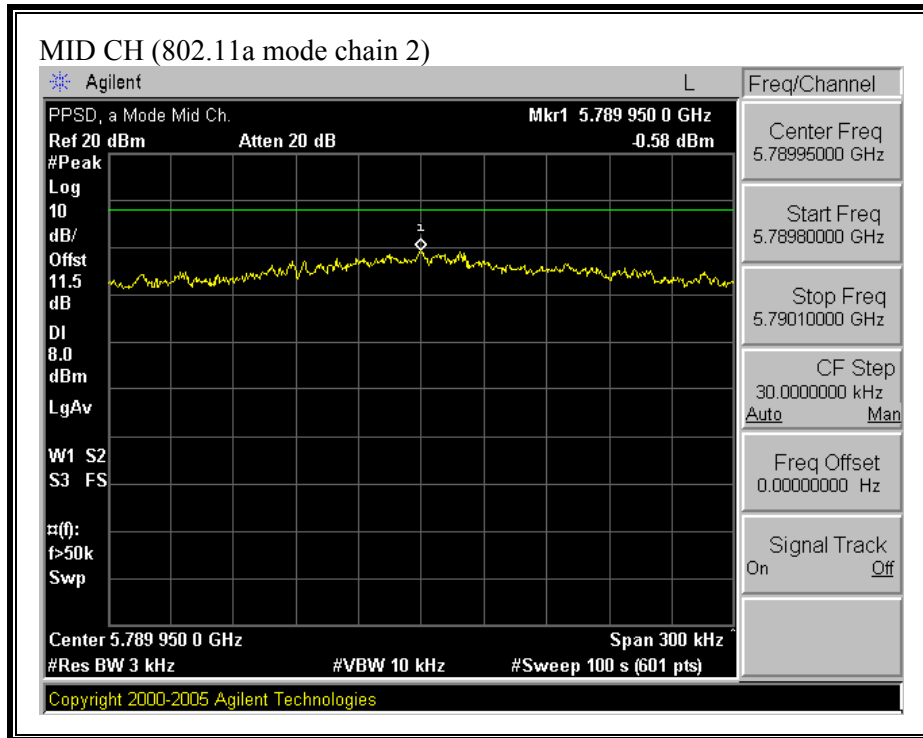 MID CH (802.11a mode chain 2)
Agilent L Freq/Channel
PPSD, a Mode Mid Ch. Mkr1 5.789 950 0 GHz
Ref 20 dBm Atten 20 dB -0.58 dBm
#Peak
Log
10
dB/
Offst
11.5
dB
DI
8.0
dBm
LgAv
W1 S2
S3 FS
¤(f):
f>50k
Swp
1
Center 5.789 950 0 GHz Span 300 kHz ^
#Res BW 3 kHz #VBW 10 kHz #Sweep 100 s (601 pts)
Center Freq
5.78995000 GHz
Start Freq
5.78980000 GHz
Stop Freq
5.79010000 GHz
CF Step
30.0000000 kHz
Auto Man
Freq Offset
0.00000000 Hz
Signal Track
On Off
Copyright 2000-2005 Agilent Technologies